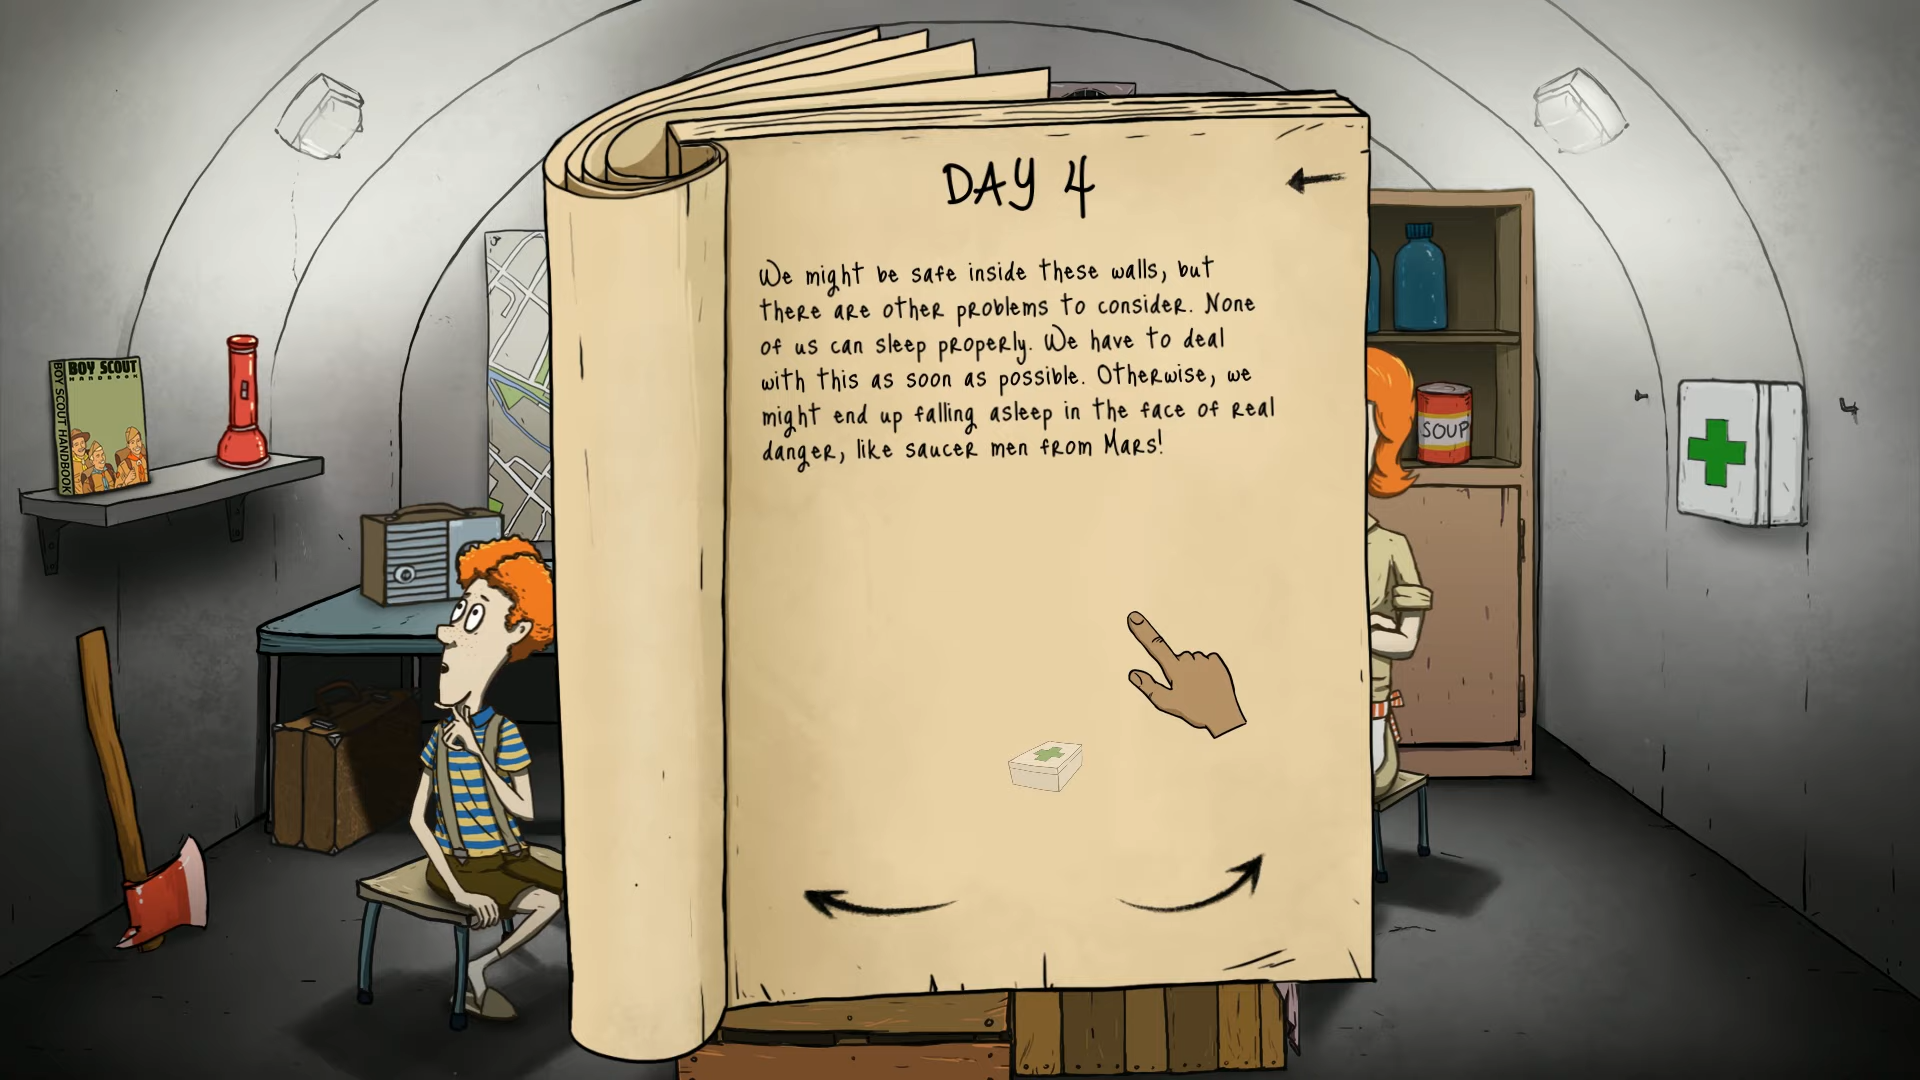 DAY 4
We might be safe inside these walls, but
there are other problems to consider. None
of us can sleep properly. We have to deal
with this as soon as possible. Otherwise, we
might end up falling asleep in the face of real
danger, like saucer men from Mars!
BOY SCOUT
HANDBOOK
BOY SCOUT HANDBOOK
SOUP